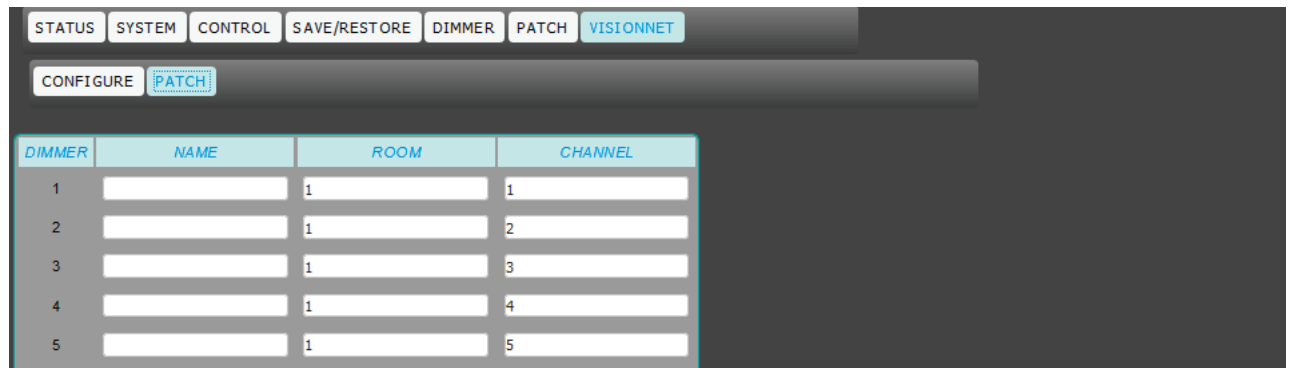 STATUS SYSTEM CONTROL SAVE/RESTORE DIMMER PATCH VISIONNET
CONFIGURE PATCH
DIMMER NAME ROOM CHANNEL
1 1 1
2 1 2
3 1 3
4 1 4
5 1 5